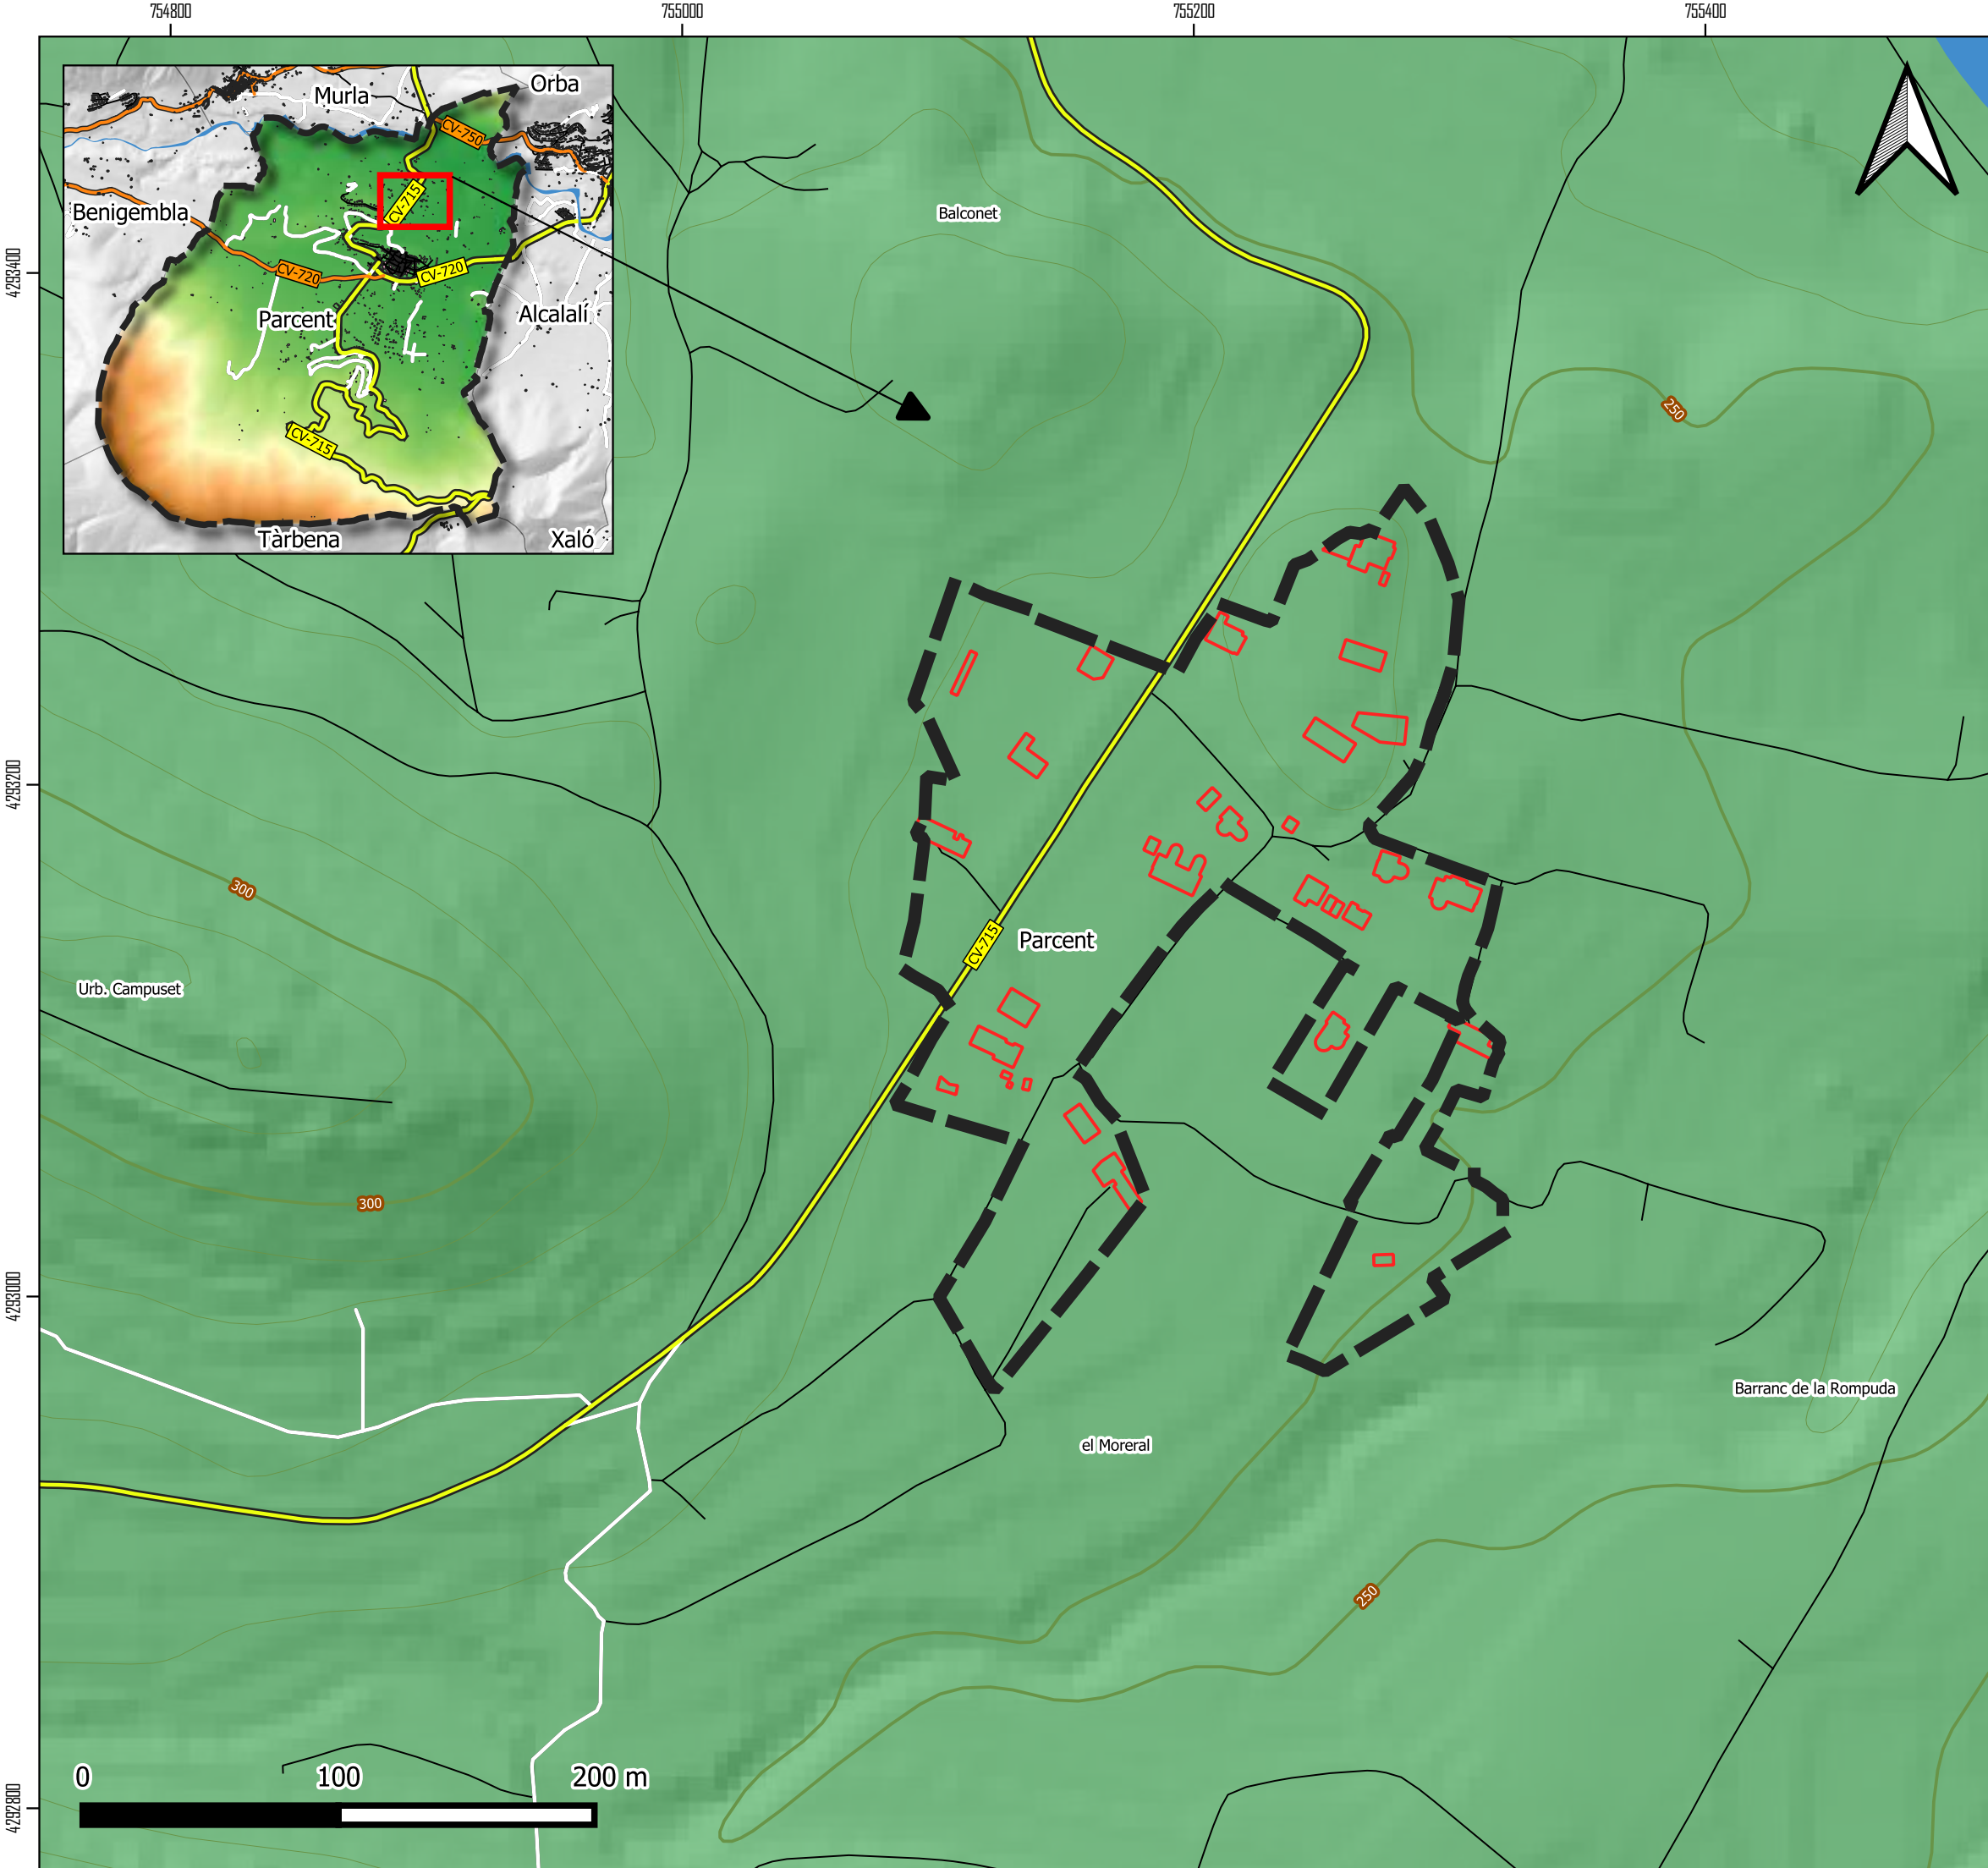 754800
755000
755200
755400
4293400
4293200
4293000
4292800
Orba
Murla
CV-750
CV-715
Benigembla
CV-720
CV-720
Parcent
Alcalalí
CV-715
Tàrbena
Xaló
Balconet
250
300
CV-715
Parcent
Urb. Campuset
300
Barranc de la Rompuda
el Moreral
250
0 100 200 m